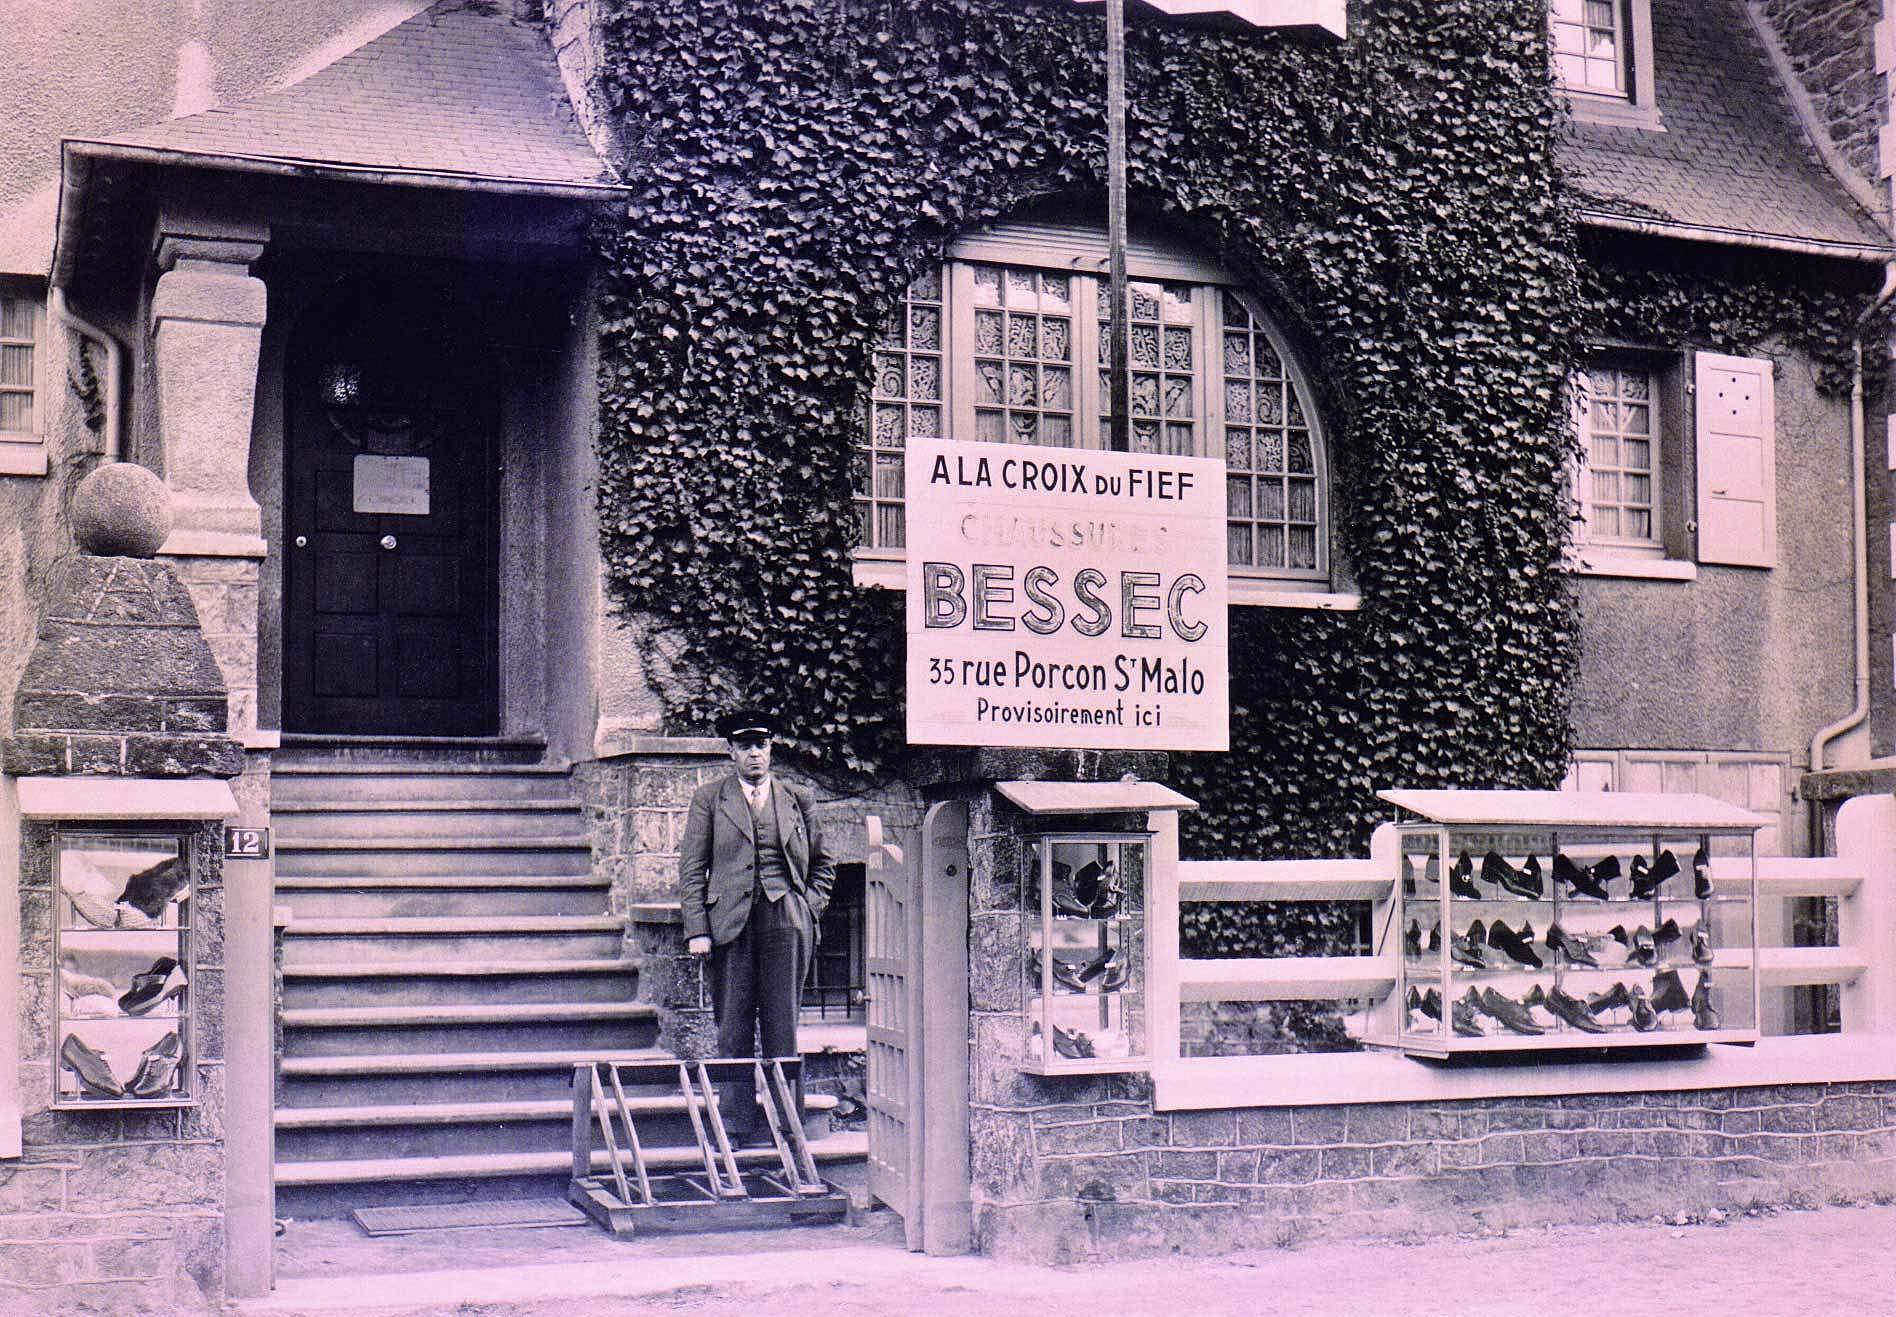 A LA CROIX DU FIEF
CHAUSSURES
BESSEC
35 rue Porcon Sᵀ Malo
Provisoirement ici
12